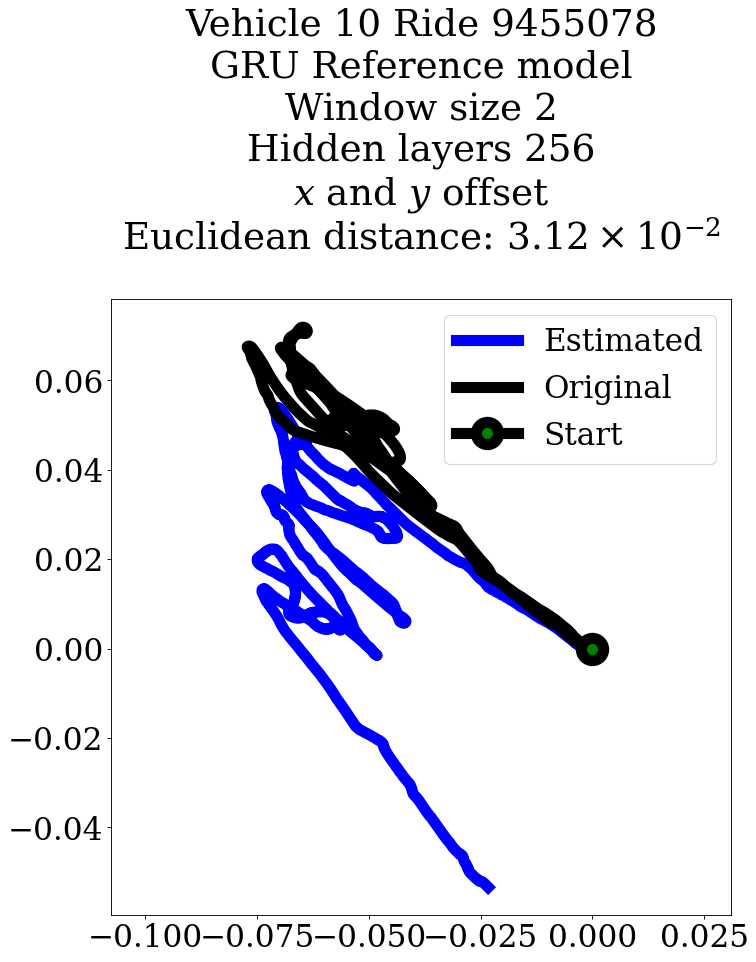 Vehicle 10 Ride 9455078
GRU Reference model
Window size 2
Hidden layers 256
x and y offset
Euclidean distance: 3.12 × 10⁻²
Estimated
Original
Start
0.06
0.04
0.02
0.00
−0.02
−0.04
−0.100 −0.075 −0.050 −0.025 0.000 0.025